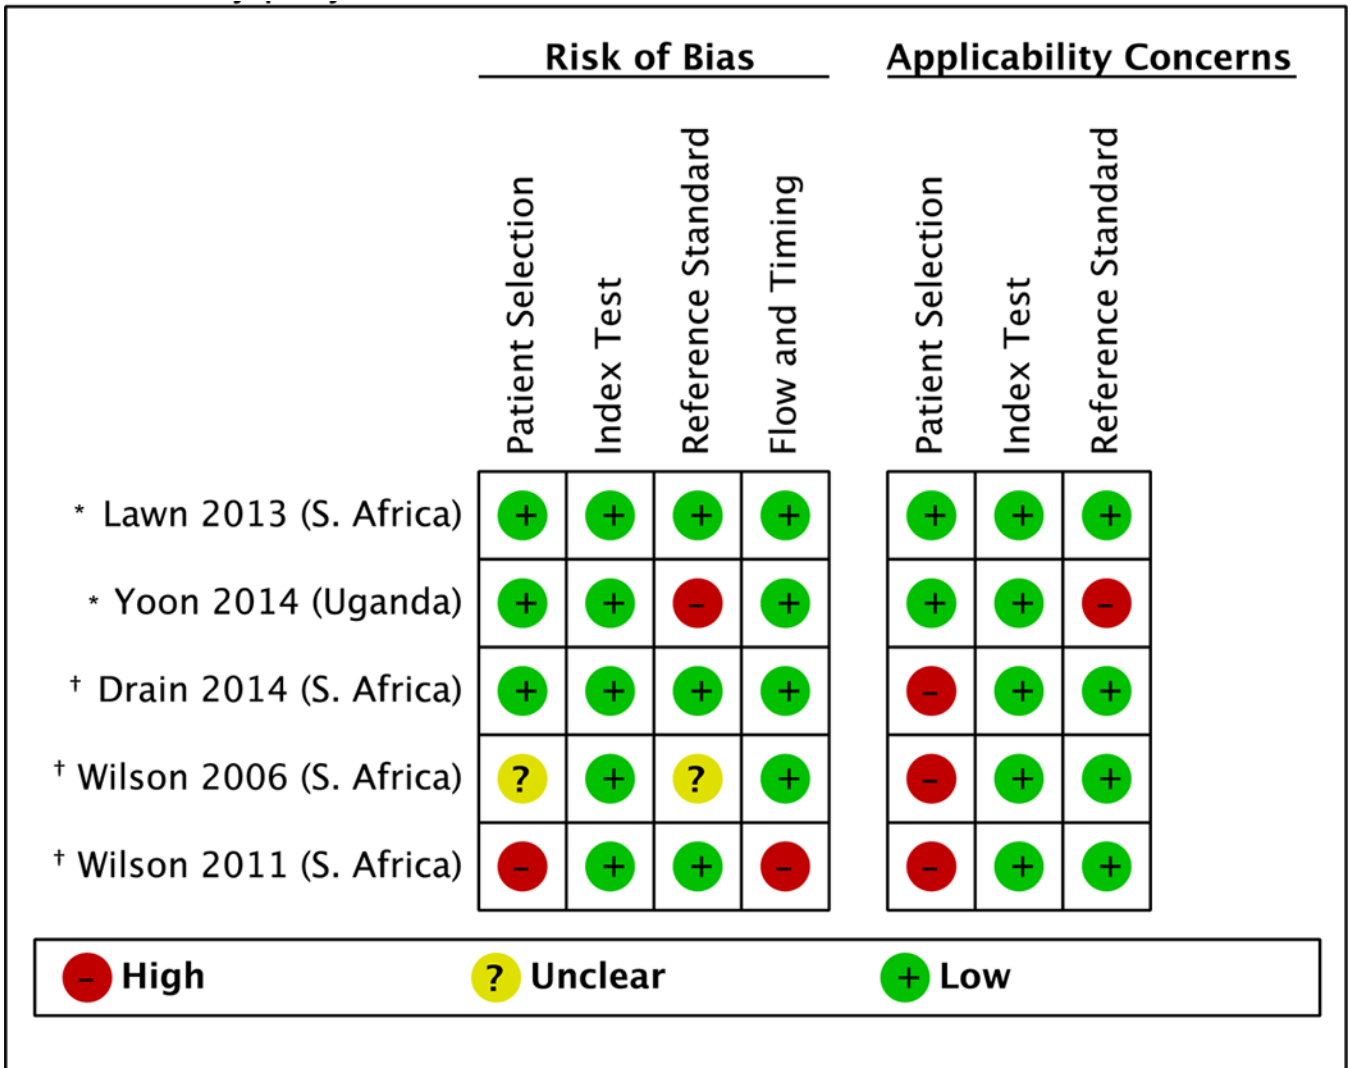 Risk of Bias
Applicability Concerns
Patient Selection
Index Test
Reference Standard
Flow and Timing
Patient Selection
Index Test
Reference Standard
* Lawn 2013 (S. Africa) + + + + + + +
* Yoon 2014 (Uganda) + + – + + + –
† Drain 2014 (S. Africa) + + + + – + +
† Wilson 2006 (S. Africa) ? + ? + – + +
† Wilson 2011 (S. Africa) – + + – – + +
– High ? Unclear + Low